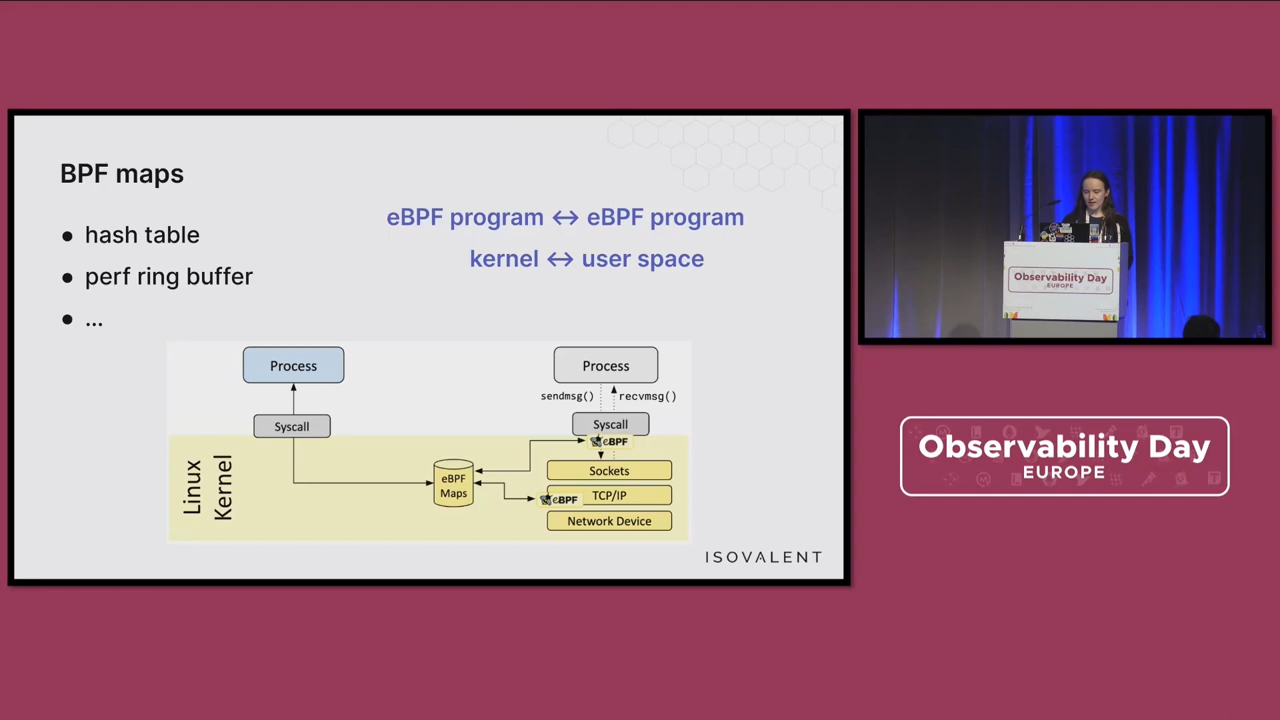 BPF maps
● hash table
● perf ring buffer
● ...
eBPF program ↔ eBPF program
kernel ↔ user space
Process
Process
sendmsg()
recvmsg()
Syscall
Syscall
eBPF
Linux
Kernel
eBPF
Maps
Sockets
eBPF
TCP/IP
Network Device
ISOVALENT
Observability Day
EUROPE
Observability Day
EUROPE